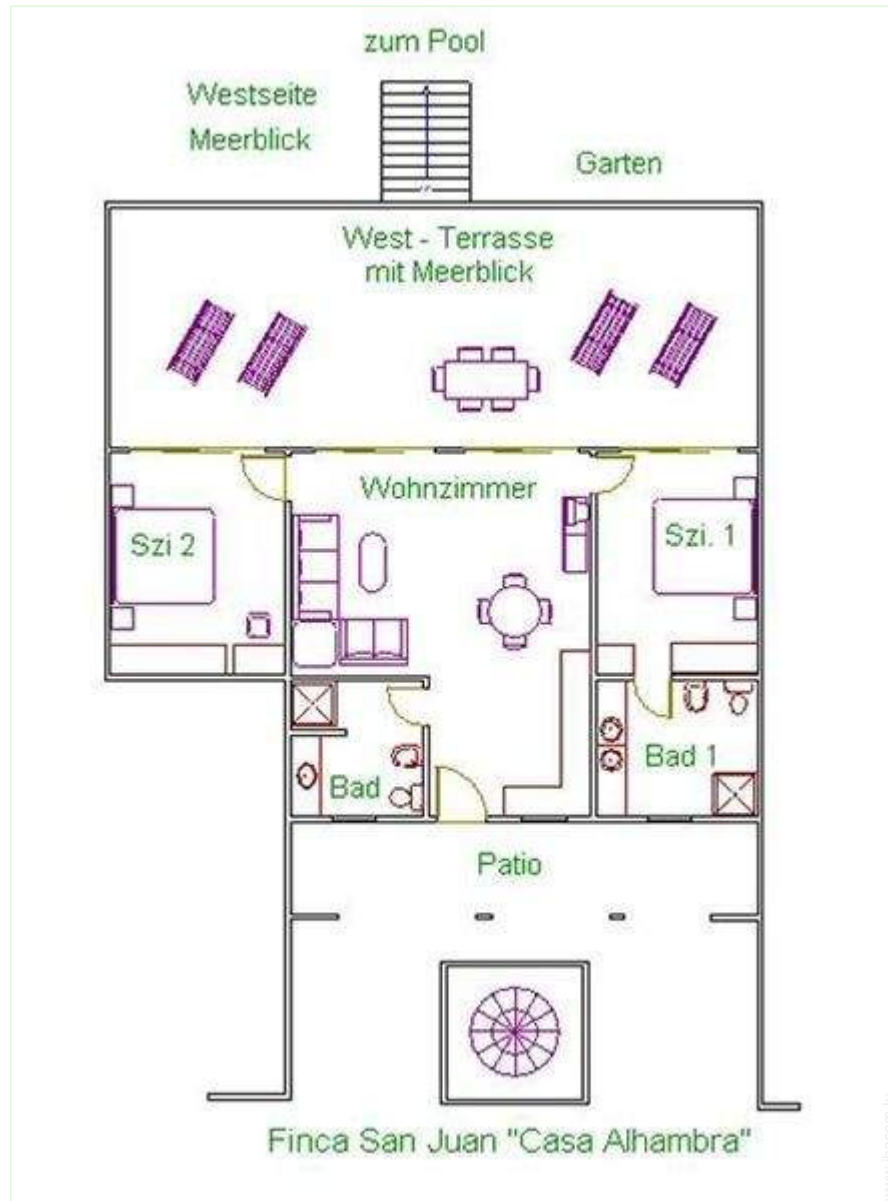 zum Pool
Westseite
Meerblick
Garten
West - Terrasse
mit Meerblick
Wohnzimmer
Szi 2
Szi. 1
Bad
Bad 1
Patio
Finca San Juan "Casa Alhambra"